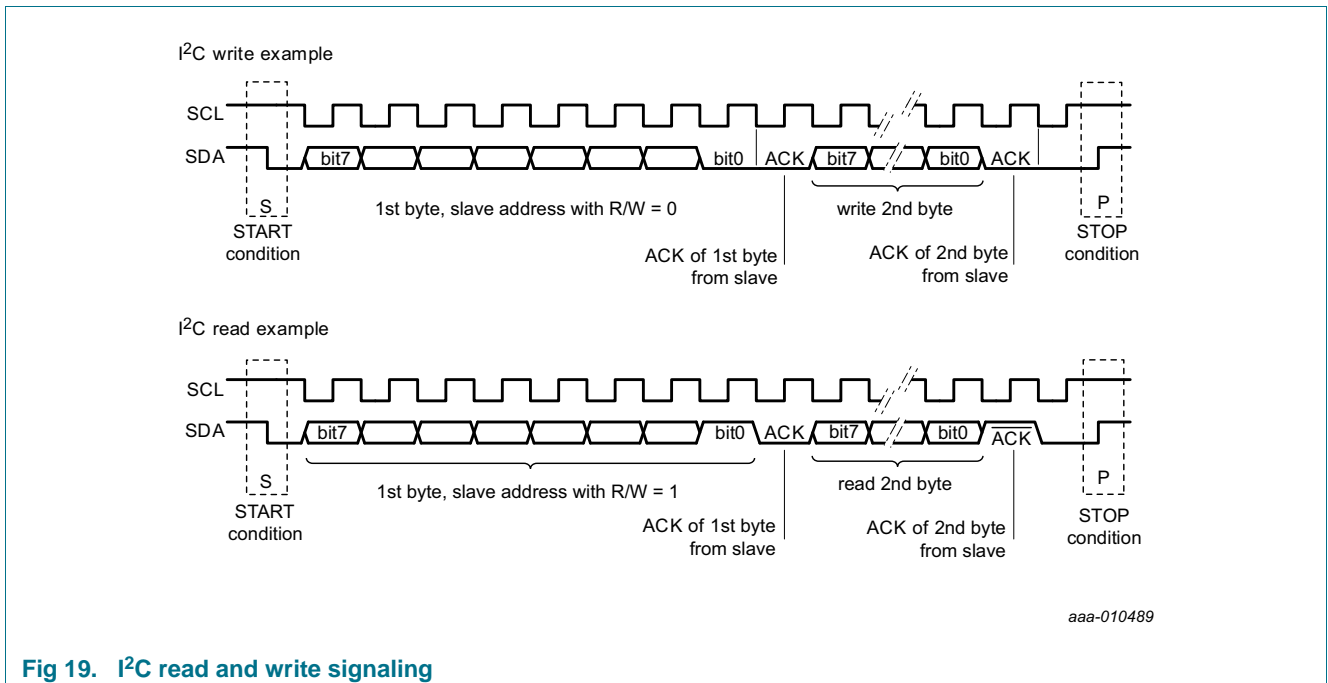 I²C write example
SCL
SDA bit7 bit0 ACK bit7 bit0 ACK
S P
1st byte, slave address with R/W = 0 write 2nd byte
START
condition
STOP
condition
ACK of 1st byte
from slave
ACK of 2nd byte
from slave
I²C read example
SCL
SDA bit7 bit0 ACK bit7 bit0 A̅C̅K̅
S P
1st byte, slave address with R/W = 1 read 2nd byte
START
condition
STOP
condition
ACK of 1st byte
from slave
ACK of 2nd byte
from slave
aaa-010489
Fig 19. I²C read and write signaling